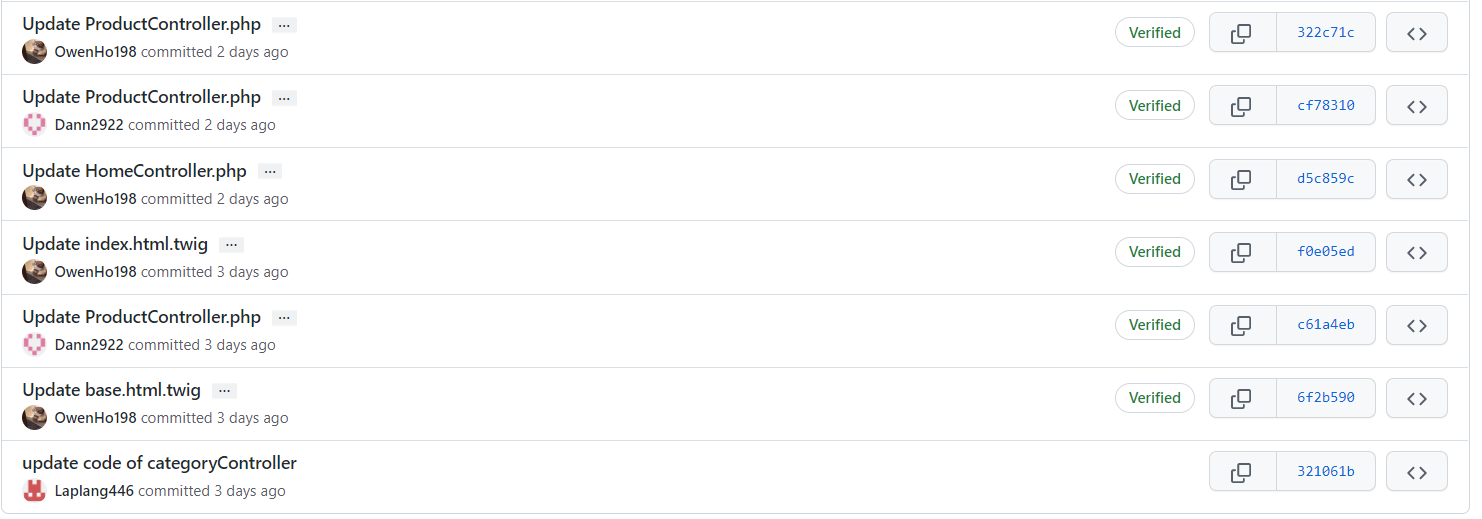 Update ProductController.php ...
Verified 322c71c
OwenHo198 committed 2 days ago
Update ProductController.php ...
Verified cf78310
Dann2922 committed 2 days ago
Update HomeController.php ...
Verified d5c859c
OwenHo198 committed 2 days ago
Update index.html.twig ...
Verified f0e05ed
OwenHo198 committed 3 days ago
Update ProductController.php ...
Verified c61a4eb
Dann2922 committed 3 days ago
Update base.html.twig ...
Verified 6f2b590
OwenHo198 committed 3 days ago
update code of categoryController
321061b
Laplang446 committed 3 days ago